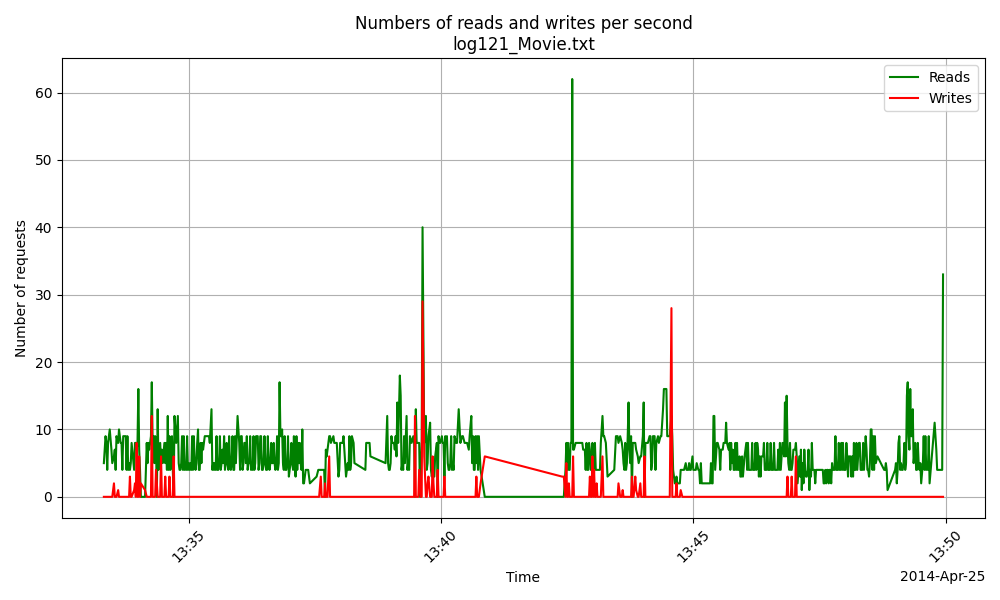 Numbers of reads and writes per second
log121_Movie.txt
Reads
Writes
Number of requests
60
50
40
30
20
10
0
13:35
13:40
13:45
13:50
Time
2014-Apr-25